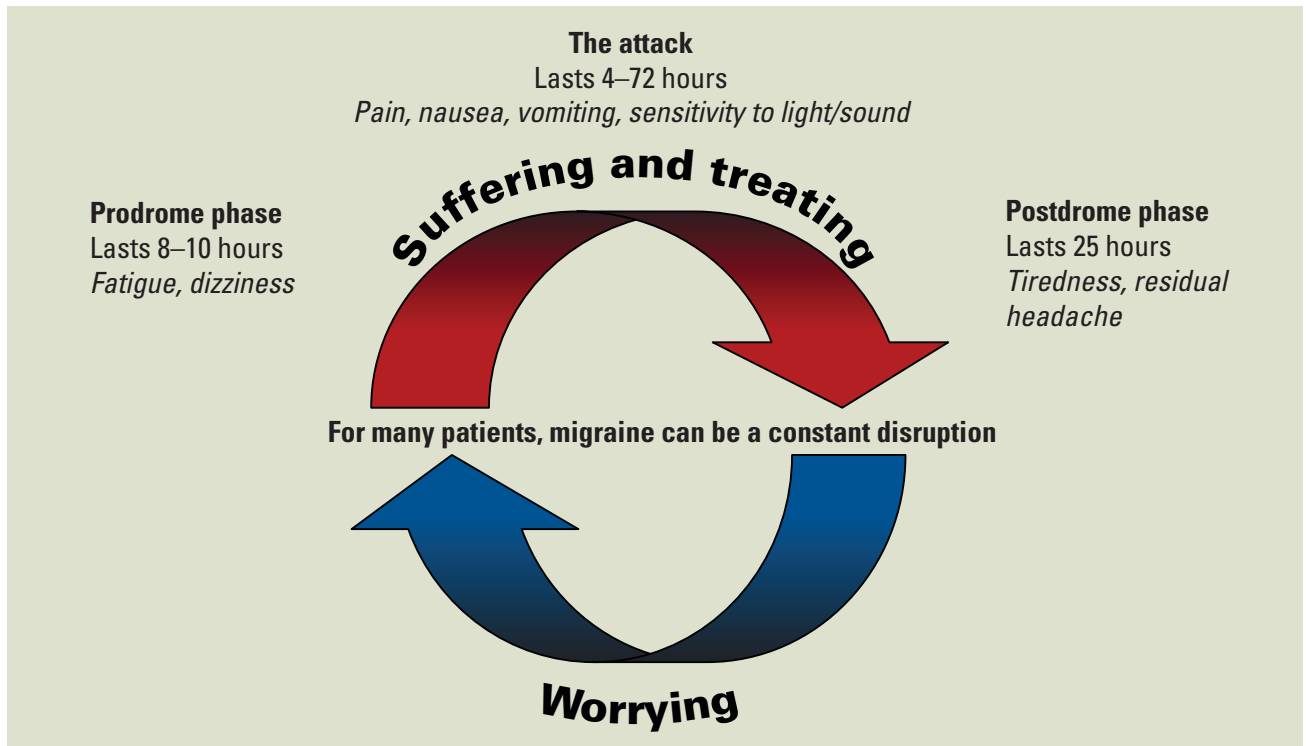 The attack
Lasts 4–72 hours
Pain, nausea, vomiting, sensitivity to light/sound
Suffering and treating
Prodrome phase
Lasts 8–10 hours
Fatigue, dizziness
Postdrome phase
Lasts 25 hours
Tiredness, residual
headache
For many patients, migraine can be a constant disruption
Worrying